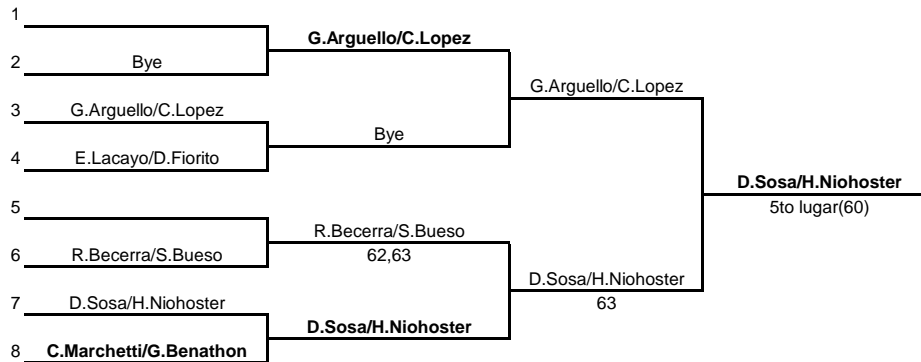 1
G.Arguello/C.Lopez
2 Bye
G.Arguello/C.Lopez
3 G.Arguello/C.Lopez
Bye
4 E.Lacayo/D.Fiorito
D.Sosa/H.Niohoster
5to lugar(60)
5
R.Becerra/S.Bueso
6 R.Becerra/S.Bueso
62,63
D.Sosa/H.Niohoster
63
7 D.Sosa/H.Niohoster
D.Sosa/H.Niohoster
8 C.Marchetti/G.Benathon